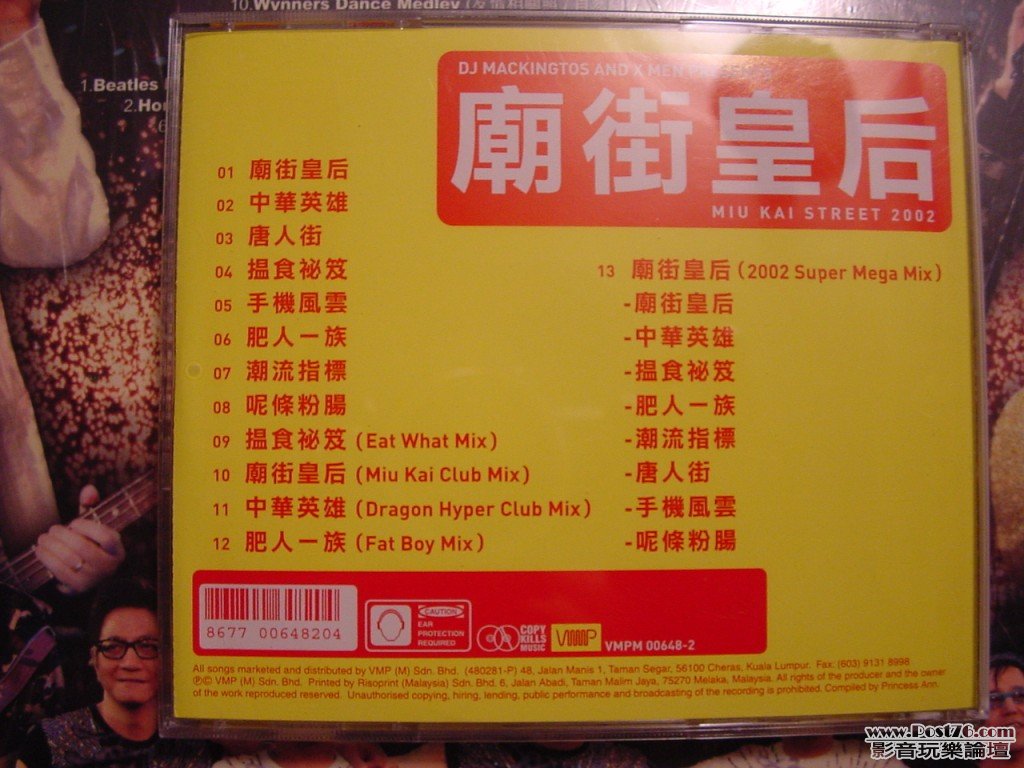 10.Wynners Dance Medley
1.Beatles
2.Ho
DJ MACKINGTOS AND X MEN
廟街皇后
MIU KAI STREET 2002
01 廟街皇后
02 中華英雄
03 唐人街
04 搵食祕笈
05 手機風雲
06 肥人一族
07 潮流指標
08 呢條粉腸
09 搵食祕笈 (Eat What Mix)
10 廟街皇后 (Miu Kai Club Mix)
11 中華英雄 (Dragon Hyper Club Mix)
12 肥人一族 (Fat Boy Mix)
13 廟街皇后 (2002 Super Mega Mix)
-廟街皇后
-中華英雄
-搵食祕笈
-肥人一族
-潮流指標
-唐人街
-手機風雲
-呢條粉腸
8677 00648204
CAUTION
EAR
PROTECTION
REQUIRED
COPY
KILLS
MUSIC
VMP
VMPM 00648-2
All songs marketed and distributed by VMP (M) Sdn. Bhd. (480281-P) 48, Jalan Manis 1, Taman Segar, 56100 Cheras, Kuala Lumpur. Fax: (603) 9131 8998
℗© VMP (M) Sdn. Bhd. Printed by Risoprint (Malaysia) Sdn. Bhd. 6, Jalan Abadi, Taman Malim Jaya, 75270 Melaka, Malaysia. All rights of the producer and the owner
of the work reproduced reserved. Unauthorised copying, hiring, lending, public performance and broadcasting of the recording is prohibited. Compiled by Princess Ann.
www.Post76.com
影音玩樂論壇